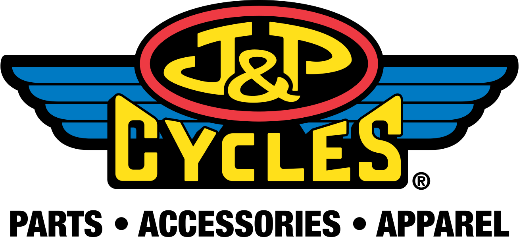 J&P
CYCLES®
PARTS • ACCESSORIES • APPAREL